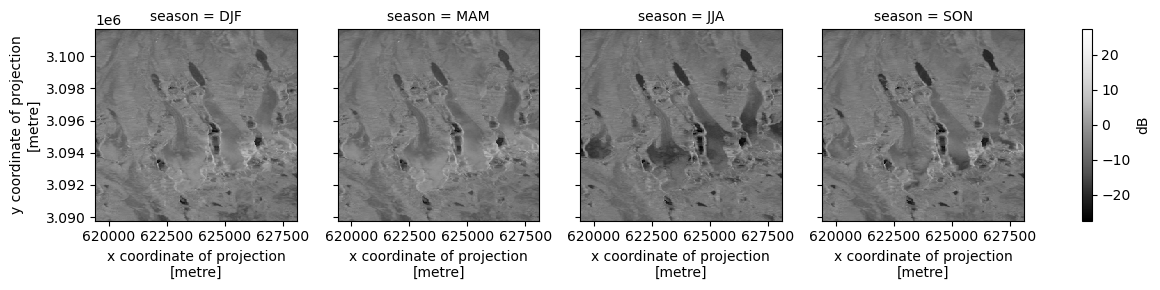 season = DJF
season = MAM
season = JJA
season = SON
1e6
3.100
3.098
3.096
3.094
3.092
3.090
y coordinate of projection
[metre]
620000 622500 625000 627500
620000 622500 625000 627500
620000 622500 625000 627500
620000 622500 625000 627500
x coordinate of projection
[metre]
x coordinate of projection
[metre]
x coordinate of projection
[metre]
x coordinate of projection
[metre]
20
10
0
−10
−20
dB